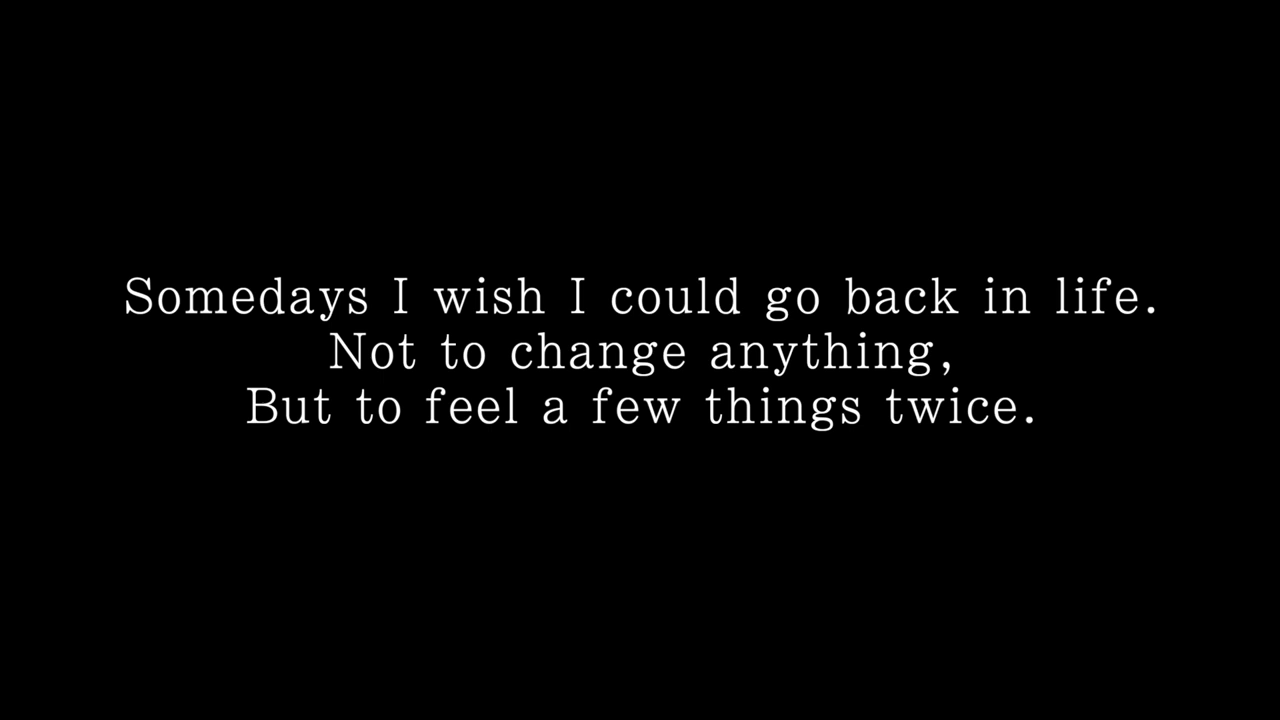 Somedays I wish I could go back in life.
Not to change anything,
But to feel a few things twice.